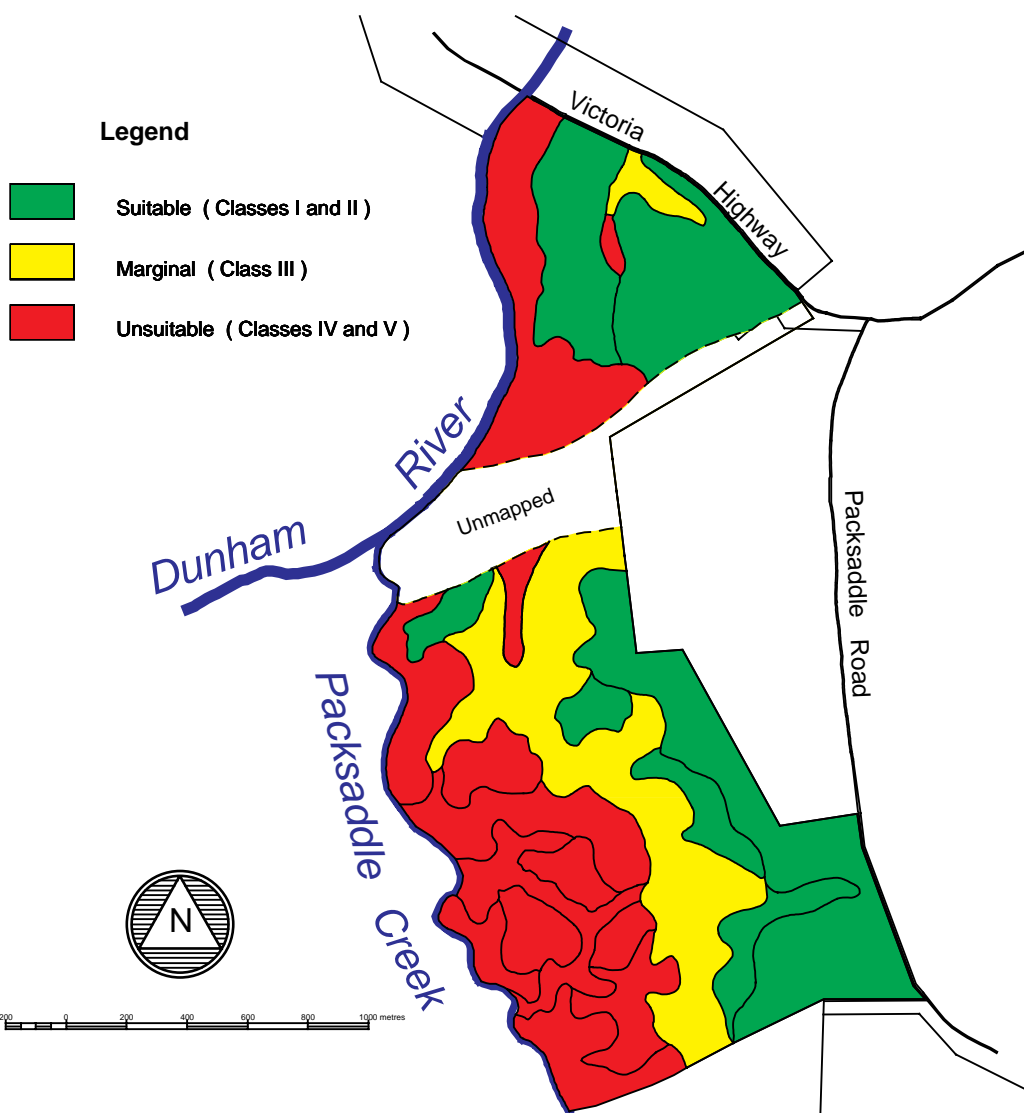 Legend
Suitable ( Classes I and II )
Marginal ( Class III )
Unsuitable ( Classes IV and V )
Victoria
Highway
Dunham
River
Unmapped
Packsaddle
Road
Packsaddle
Creek
N
200 0 200 400 600 800 1000 metres